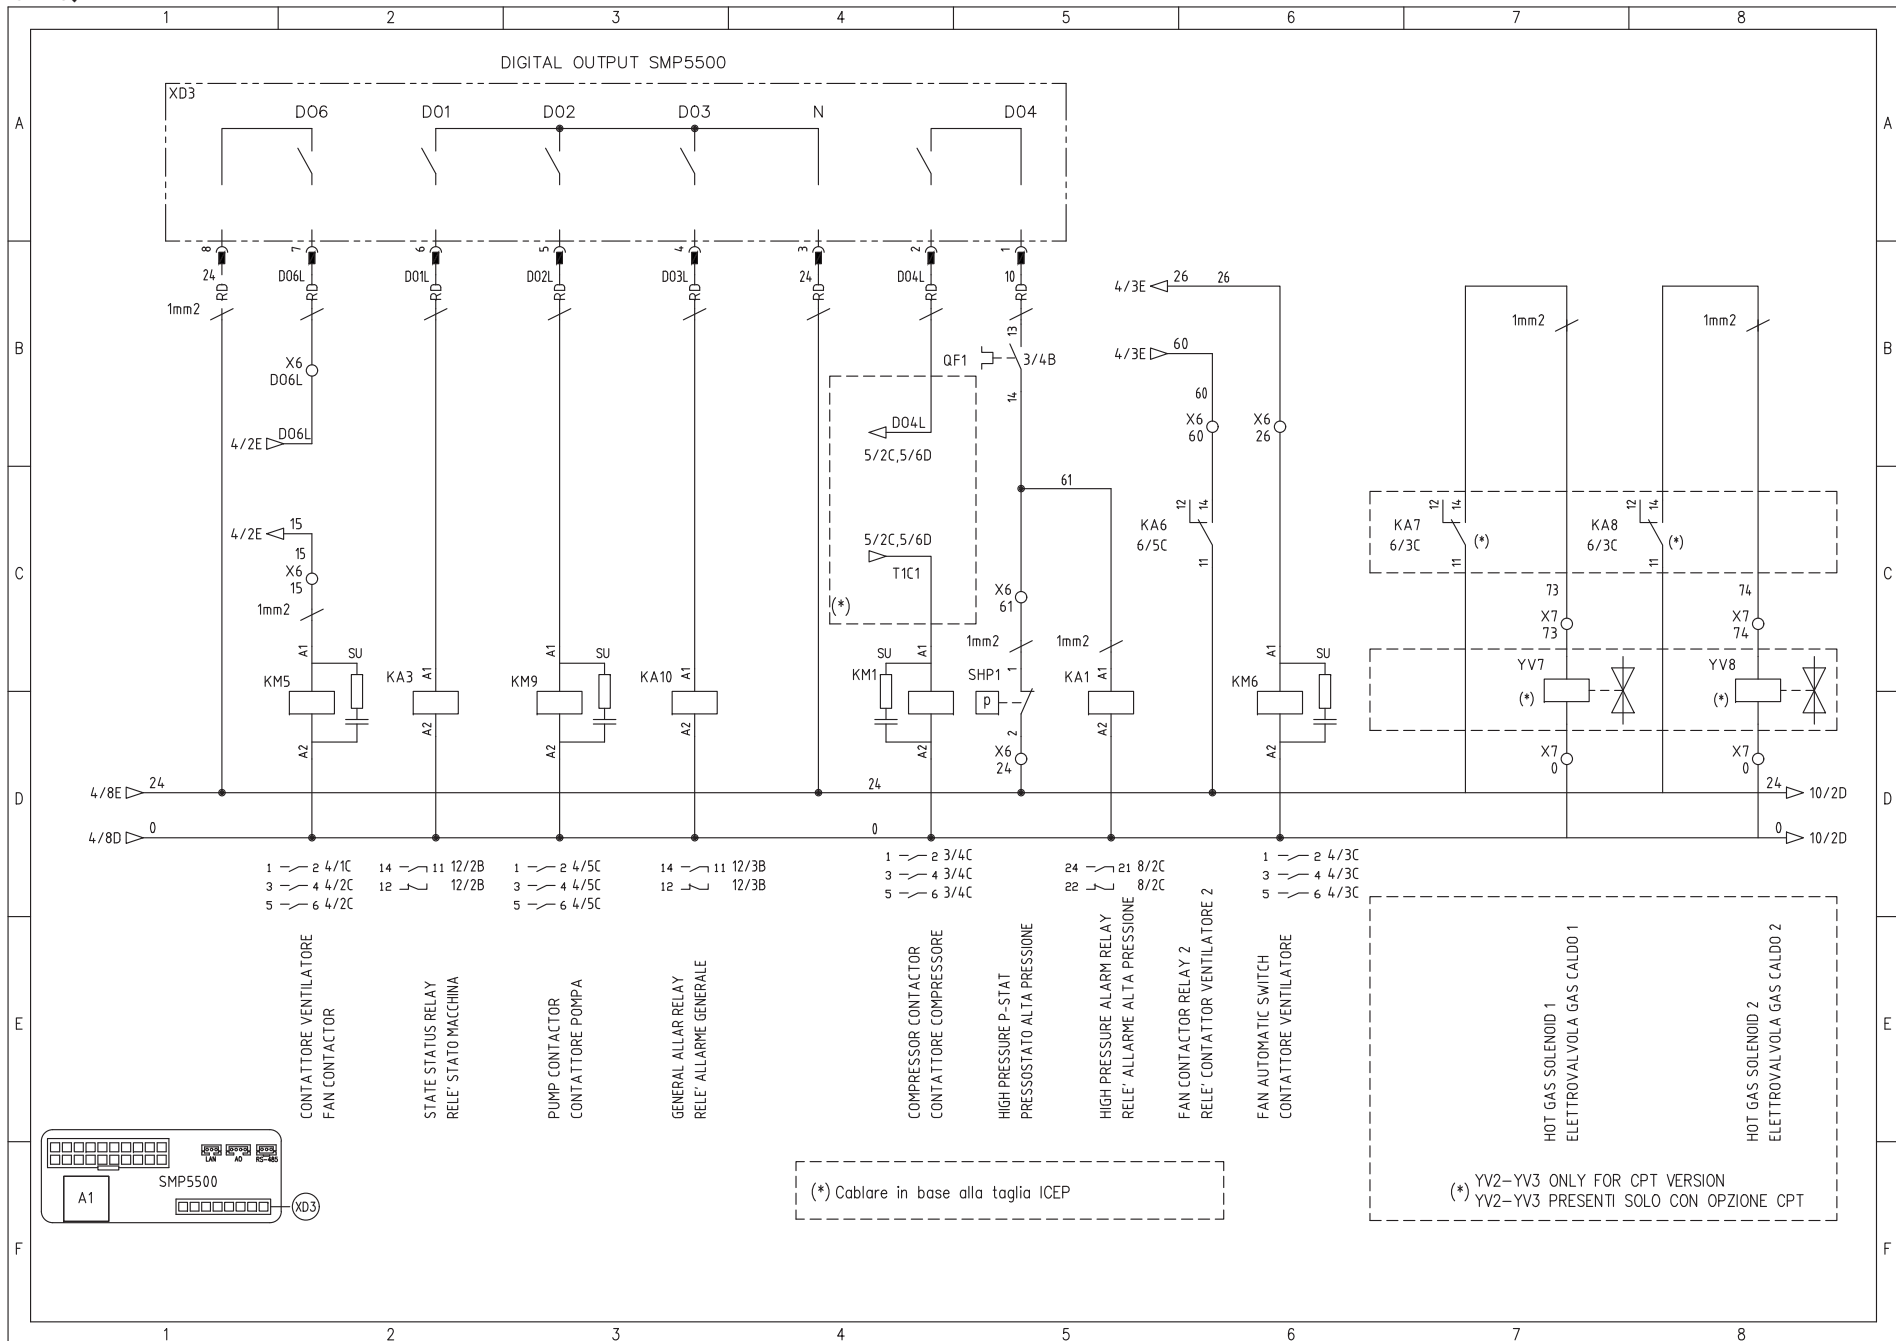 1 2 3 4 5 6 7 8
DIGITAL OUTPUT SMP5500
XD3
DO6 DO1 DO2 DO3 N DO4
A A
8 7 6 5 4 3 2 1
24 DO6L DO1L DO2L DO3L 24 DO4L 10
RD RD RD RD RD RD RD RD
4/3E 26 26
1mm2
1mm2
1mm2
13
QF1 3/4B
14
4/3E 60
B B
X6
DO6L
60
X6
60
X6
26
4/2E DO6L
DO4L
5/2C,5/6D
61
12 14
KA6
6/5C
11
12 14
KA7
6/3C
(*)
11
12 14
KA8
6/3C
(*)
11
4/2E 15
15
X6
15
1mm2
5/2C,5/6D
T1C1
(*)
C C
X6
61
1mm2
1mm2
73
X7
73
74
X7
74
A1 SU
KM5
A2
A1
KA3
A2
A1 SU
KM9
A2
A1
KA10
A2
SU A1
KM1
A2
1
SHP1
P
2
A1
KA1
A2
A1 SU
KM6
A2
YV7
(*)
YV8
(*)
X6
24
X7
0
X7
0
4/8E 24 24 24 10/2D
D D
4/8D 0 0 0 10/2D
1 2 4/1C
3 4 4/2C
5 6 4/2C
14 11 12/2B
12 12/2B
1 2 4/5C
3 4 4/5C
5 6 4/5C
14 11 12/3B
12 12/3B
1 2 3/4C
3 4 3/4C
5 6 3/4C
24 21 8/2C
22 8/2C
1 2 4/3C
3 4 4/3C
5 6 4/3C
CONTATTORE VENTILATORE
FAN CONTACTOR
STATE STATUS RELAY
RELE' STATO MACCHINA
PUMP CONTACTOR
CONTATTORE POMPA
GENERAL ALLAR RELAY
RELE' ALLARME GENERALE
COMPRESSOR CONTACTOR
CONTATTORE COMPRESSORE
HIGH PRESSURE P-STAT
PRESSOSTATO ALTA PRESSIONE
HIGH PRESSURE ALARM RELAY
RELE' ALLARME ALTA PRESSIONE
FAN CONTACTOR RELAY 2
RELE' CONTATTOR VENTILATORE 2
FAN AUTOMATIC SWITCH
CONTATTORE VENTILATORE
HOT GAS SOLENOID 1
ELETTROVALVOLA GAS CALDO 1
HOT GAS SOLENOID 2
ELETTROVALVOLA GAS CALDO 2
E E
LAN AO RS-485
SMP5500
A1
XD3
(*) Cablare in base alla taglia ICEP
(*) YV2-YV3 ONLY FOR CPT VERSION
YV2-YV3 PRESENTI SOLO CON OPZIONE CPT
F F
1 2 3 4 5 6 7 8